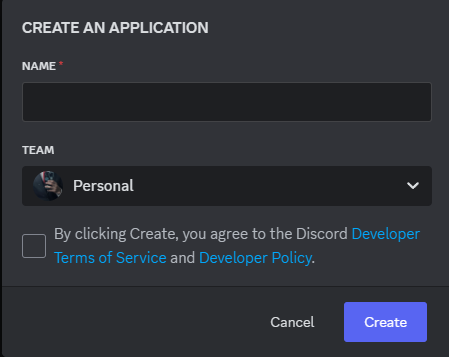 CREATE AN APPLICATION
NAME *
TEAM
Personal
By clicking Create, you agree to the Discord Developer
Terms of Service and Developer Policy.
Cancel
Create